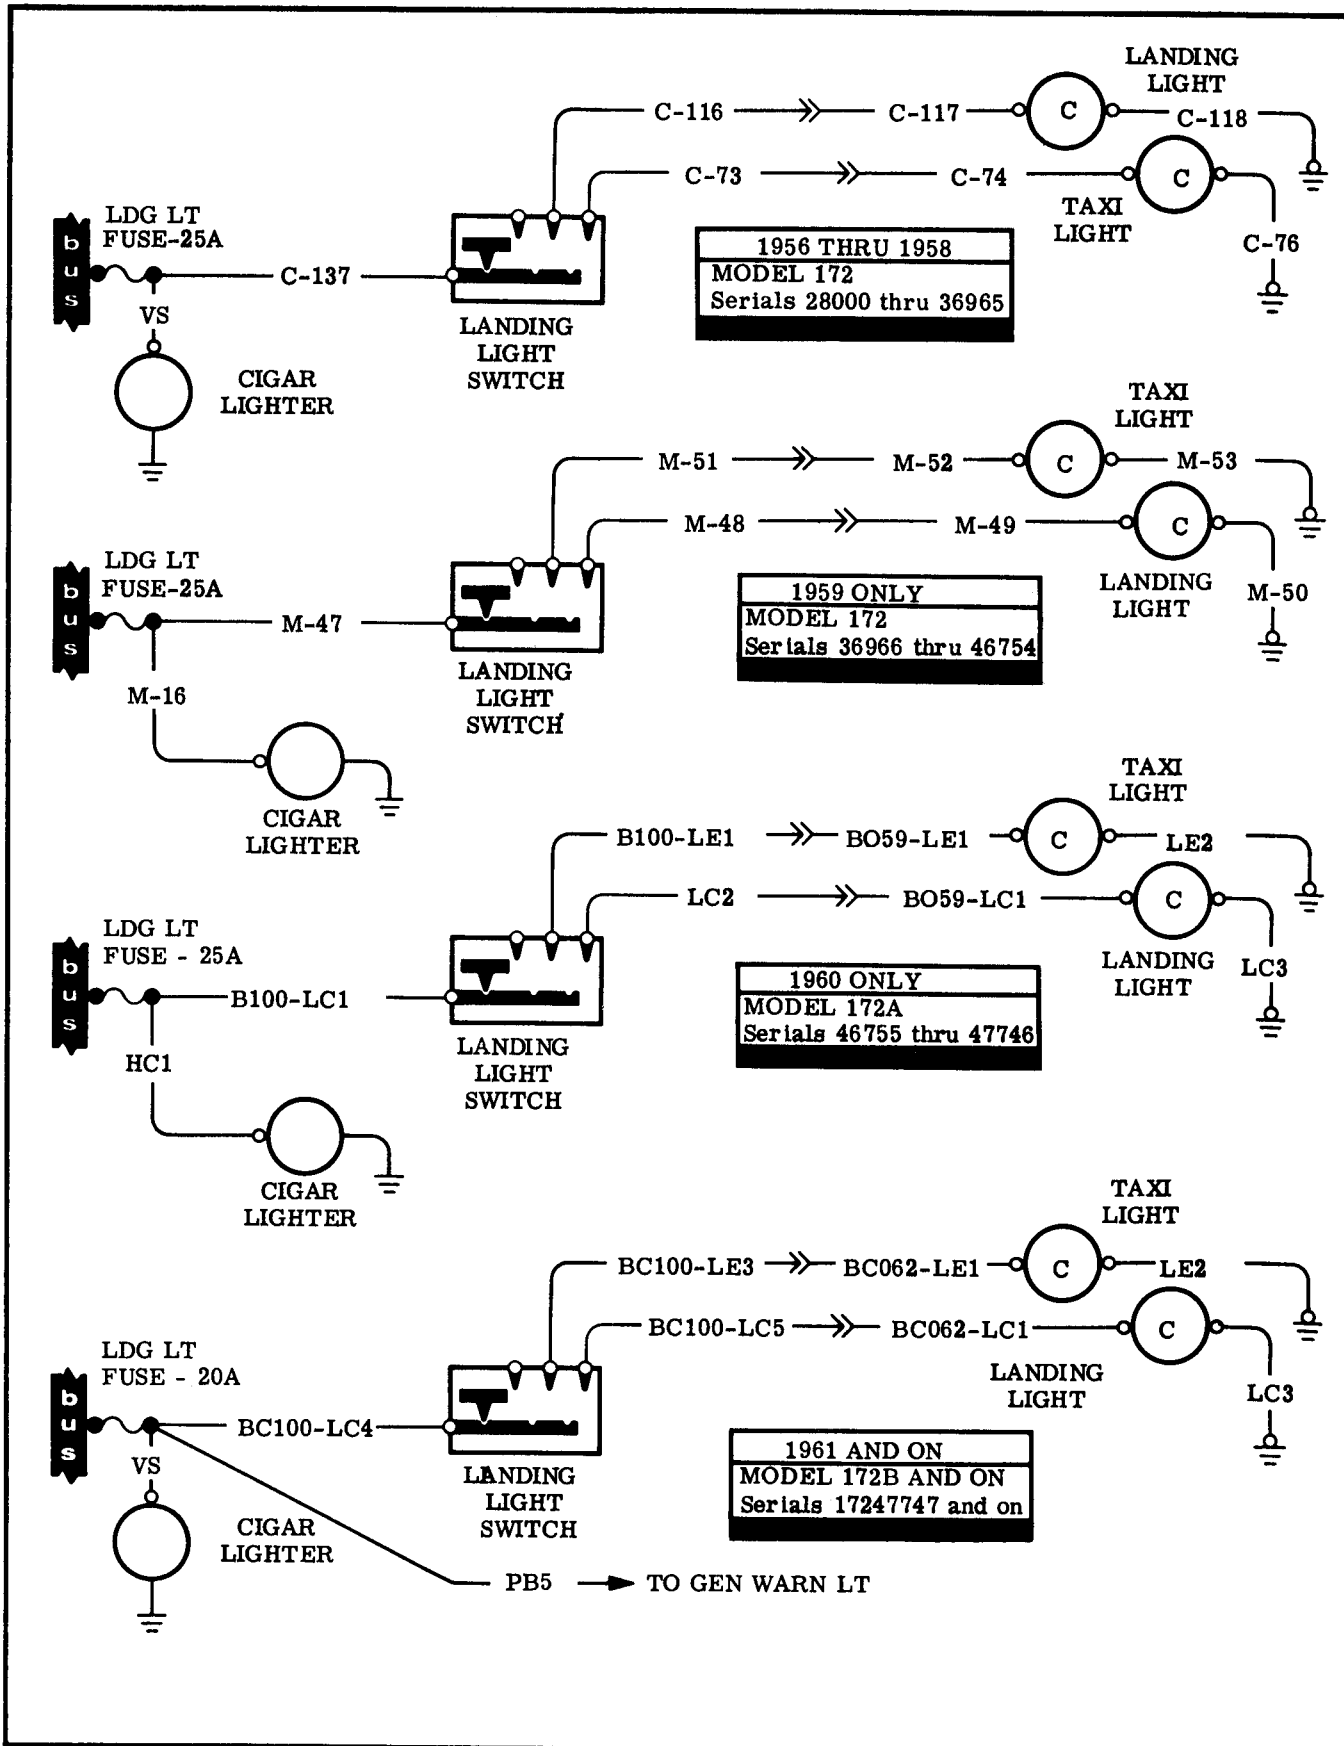 LANDING
LIGHT
C-116
C-117
C
C-118
C-73
C-74
C
TAXI
LIGHT
C-76
LDG LT
FUSE-25A
bus
C-137
VS
LANDING
LIGHT
SWITCH
CIGAR
LIGHTER
1956 THRU 1958
MODEL 172
Serials 28000 thru 36965
TAXI
LIGHT
M-51
M-52
C
M-53
M-48
M-49
C
LANDING
LIGHT
M-50
LDG LT
FUSE-25A
bus
M-47
M-16
LANDING
LIGHT
SWITCH
CIGAR
LIGHTER
1959 ONLY
MODEL 172
Serials 36966 thru 46754
TAXI
LIGHT
B100-LE1
BO59-LE1
C
LE2
LC2
BO59-LC1
C
LANDING
LIGHT
LC3
LDG LT
FUSE - 25A
bus
B100-LC1
HC1
LANDING
LIGHT
SWITCH
CIGAR
LIGHTER
1960 ONLY
MODEL 172A
Serials 46755 thru 47746
TAXI
LIGHT
BC100-LE3
BC062-LE1
C
LE2
BC100-LC5
BC062-LC1
C
LANDING
LIGHT
LC3
LDG LT
FUSE - 20A
bus
BC100-LC4
VS
LANDING
LIGHT
SWITCH
CIGAR
LIGHTER
PB5
TO GEN WARN LT
1961 AND ON
MODEL 172B AND ON
Serials 17247747 and on